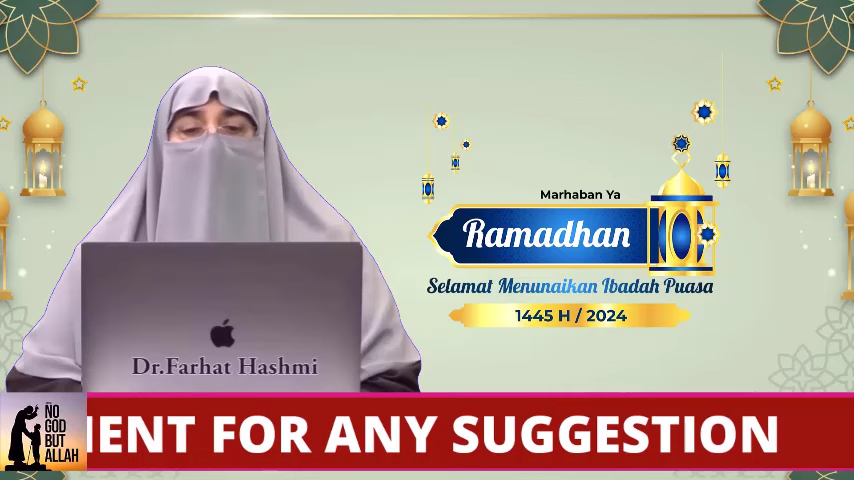 Marhaban Ya
Ramadhan
Selamat Menunaikan Ibadah Puasa
1445 H / 2024
Dr.Farhat Hashmi
NO
GOD
BUT
ALLAH
MENT FOR ANY SUGGESTION